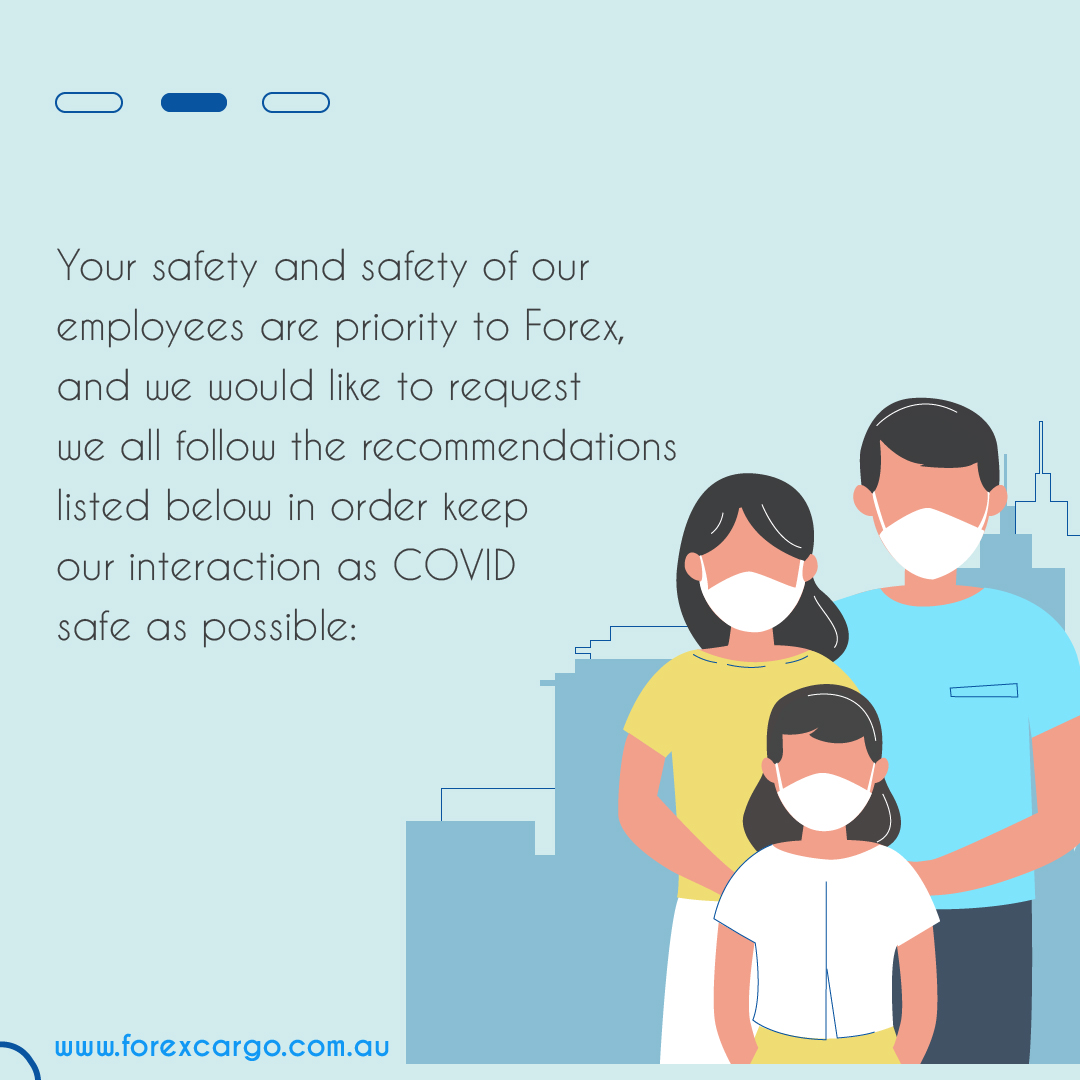 Your safety and safety of our
employees are priority to Forex,
and we would like to request
we all follow the recommendations
listed below in order keep
our interaction as COVID
safe as possible:
www.forexcargo.com.au